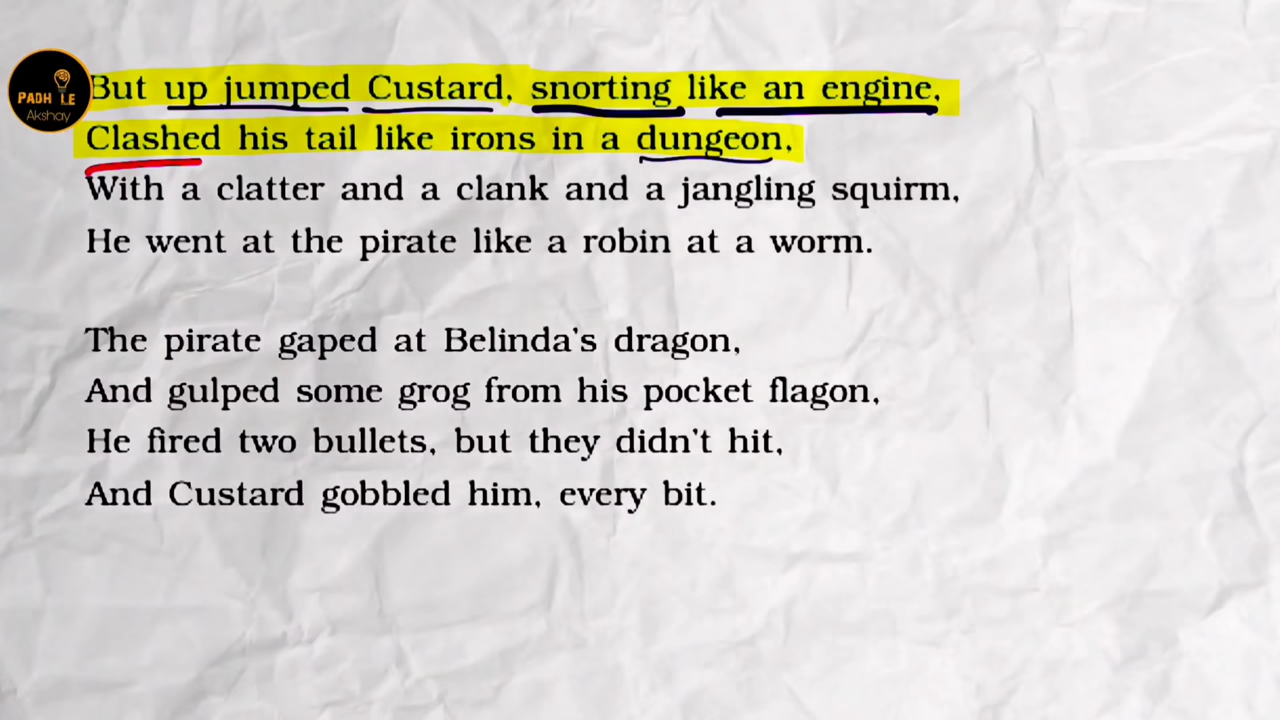 PADH LE
Akshay
But up jumped Custard, snorting like an engine,
Clashed his tail like irons in a dungeon,
With a clatter and a clank and a jangling squirm,
He went at the pirate like a robin at a worm.
The pirate gaped at Belinda's dragon,
And gulped some grog from his pocket flagon,
He fired two bullets, but they didn't hit,
And Custard gobbled him, every bit.